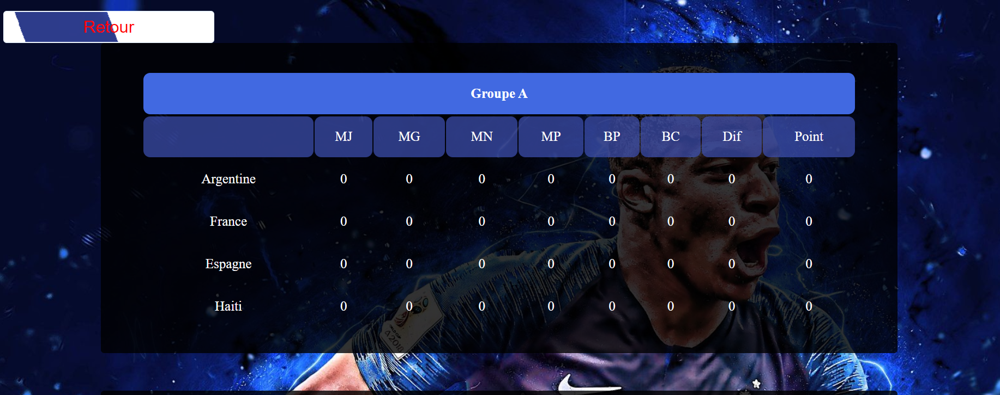 Retour
Groupe A
MJ MG MN MP BP BC Dif Point
Argentine 0 0 0 0 0 0 0 0
France 0 0 0 0 0 0 0 0
Espagne 0 0 0 0 0 0 0 0
Haiti 0 0 0 0 0 0 0 0